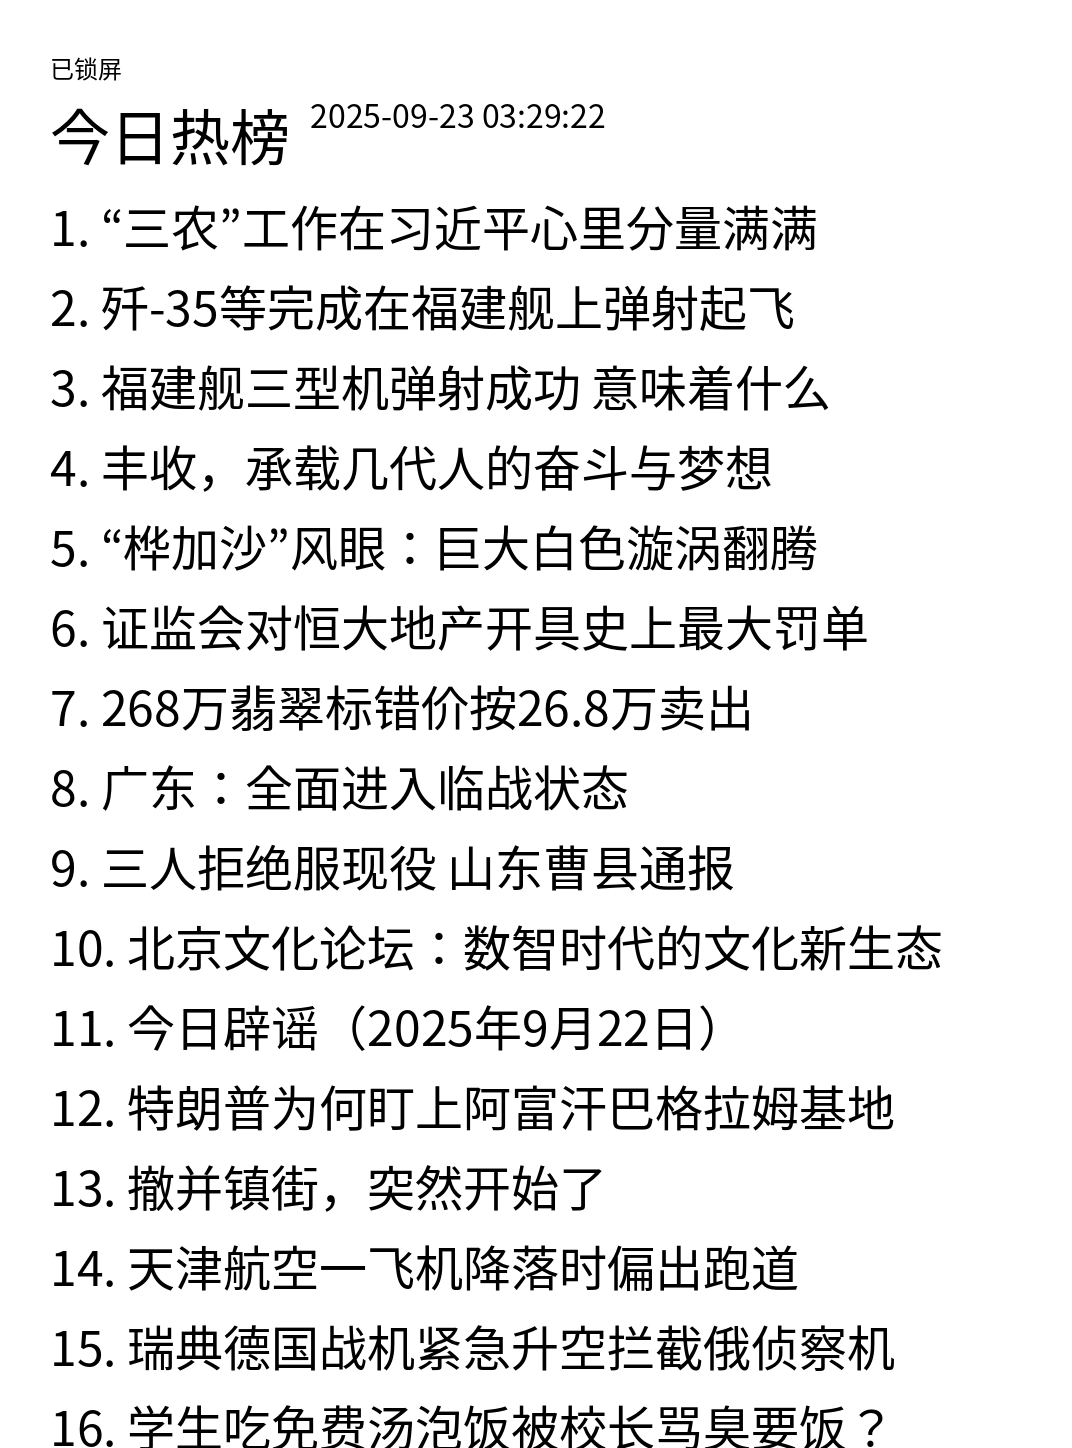 已锁屏
今日热榜 2025-09-23 03:29:22
1. “三农”工作在习近平心里分量满满
2. 歼-35等完成在福建舰上弹射起飞
3. 福建舰三型机弹射成功 意味着什么
4. 丰收，承载几代人的奋斗与梦想
5. “桦加沙”风眼：巨大白色漩涡翻腾
6. 证监会对恒大地产开具史上最大罚单
7. 268万翡翠标错价按26.8万卖出
8. 广东：全面进入临战状态
9. 三人拒绝服现役 山东曹县通报
10. 北京文化论坛：数智时代的文化新生态
11. 今日辟谣（2025年9月22日）
12. 特朗普为何盯上阿富汗巴格拉姆基地
13. 撤并镇街，突然开始了
14. 天津航空一飞机降落时偏出跑道
15. 瑞典德国战机紧急升空拦截俄侦察机
16. 学生吃免费汤泡饭被校长骂臭要饭？